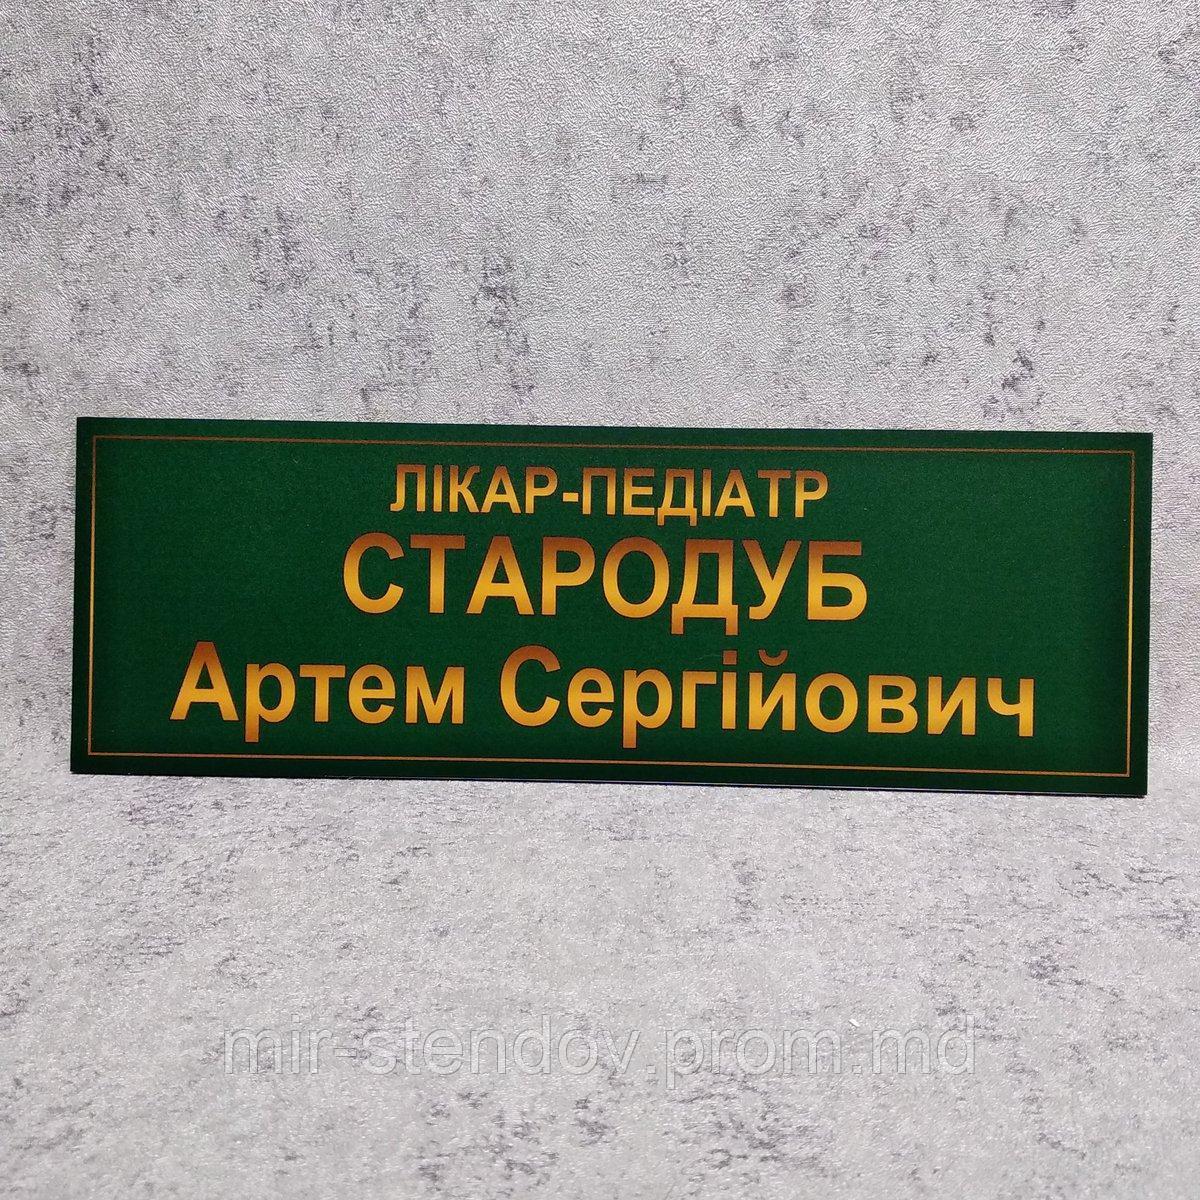 ЛІКАР-ПЕДІАТР
СТАРОДУБ
Артем Сергійович
mir-stendov.prom.md